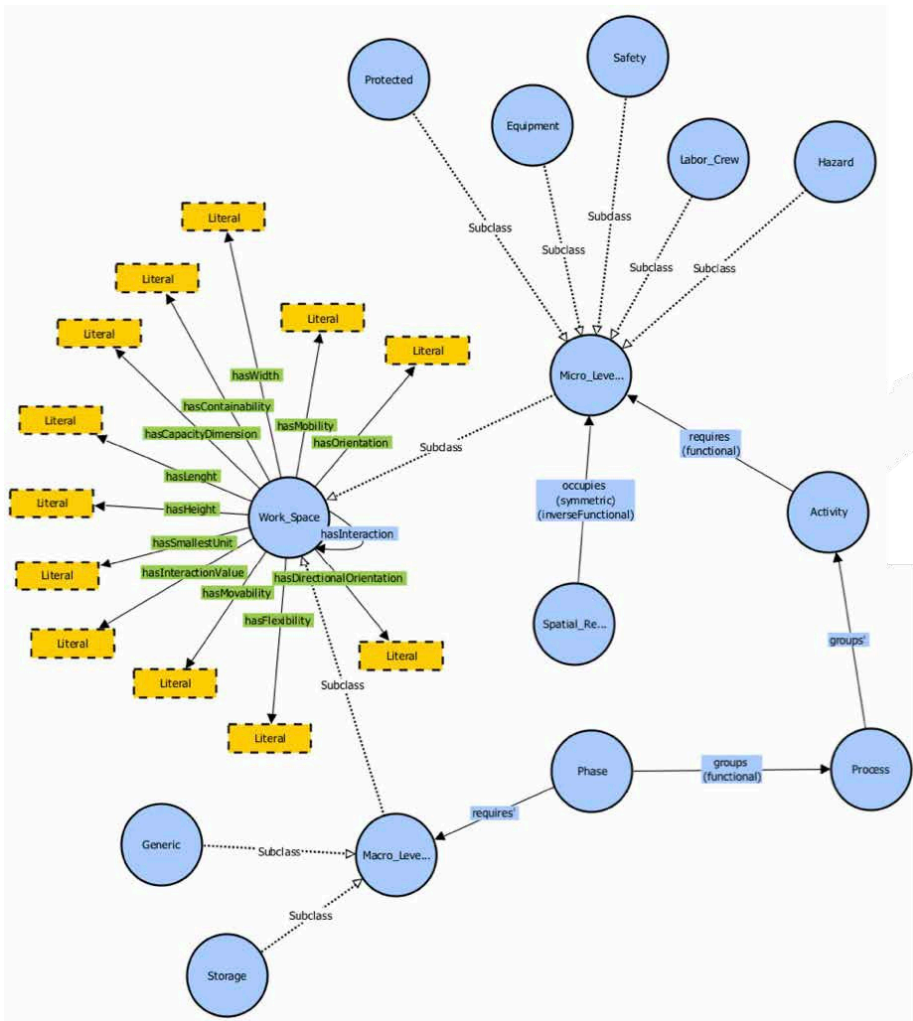 Safety
Protected
Equipment
Labor_Crew
Hazard
Literal
Subclass
Subclass
Subclass
Subclass
Subclass
Literal
Literal
Literal
Literal
hasWidth
Micro_Leve...
hasContainability
Literal
hasMobility
hasCapacityDimension
hasOrientation
requires
(functional)
Subclass
hasLenght
occupies
(symmetric)
(inverseFunctional)
Literal
hasHeight
Work_Space
Activity
hasInteraction
hasSmallestUnit
Literal
hasInteractionValue
hasDirectionalOrientation
hasMovability
hasFlexibility
Spatial_Re...
Literal
groups'
Literal
Literal
Subclass
Literal
groups
(functional)
Phase
Process
requires'
Generic
Subclass
Macro_Leve...
Subclass
Storage